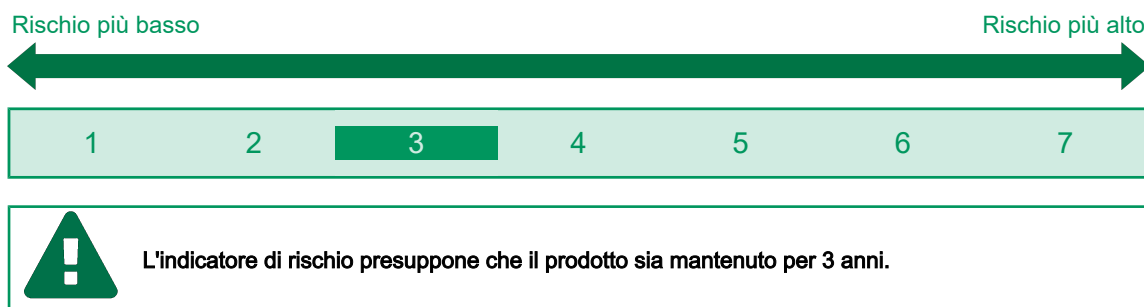 Rischio più basso Rischio più alto
1 2 3 4 5 6 7
L'indicatore di rischio presuppone che il prodotto sia mantenuto per 3 anni.